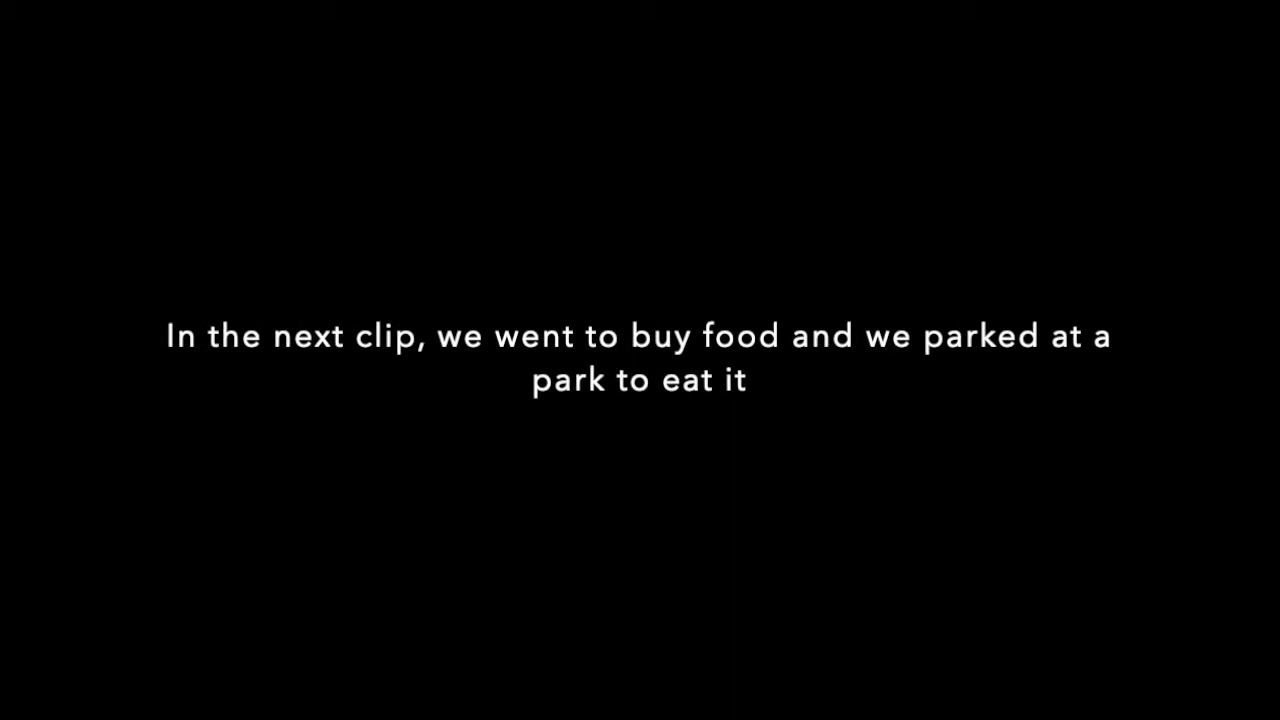 In the next clip, we went to buy food and we parked at a
park to eat it